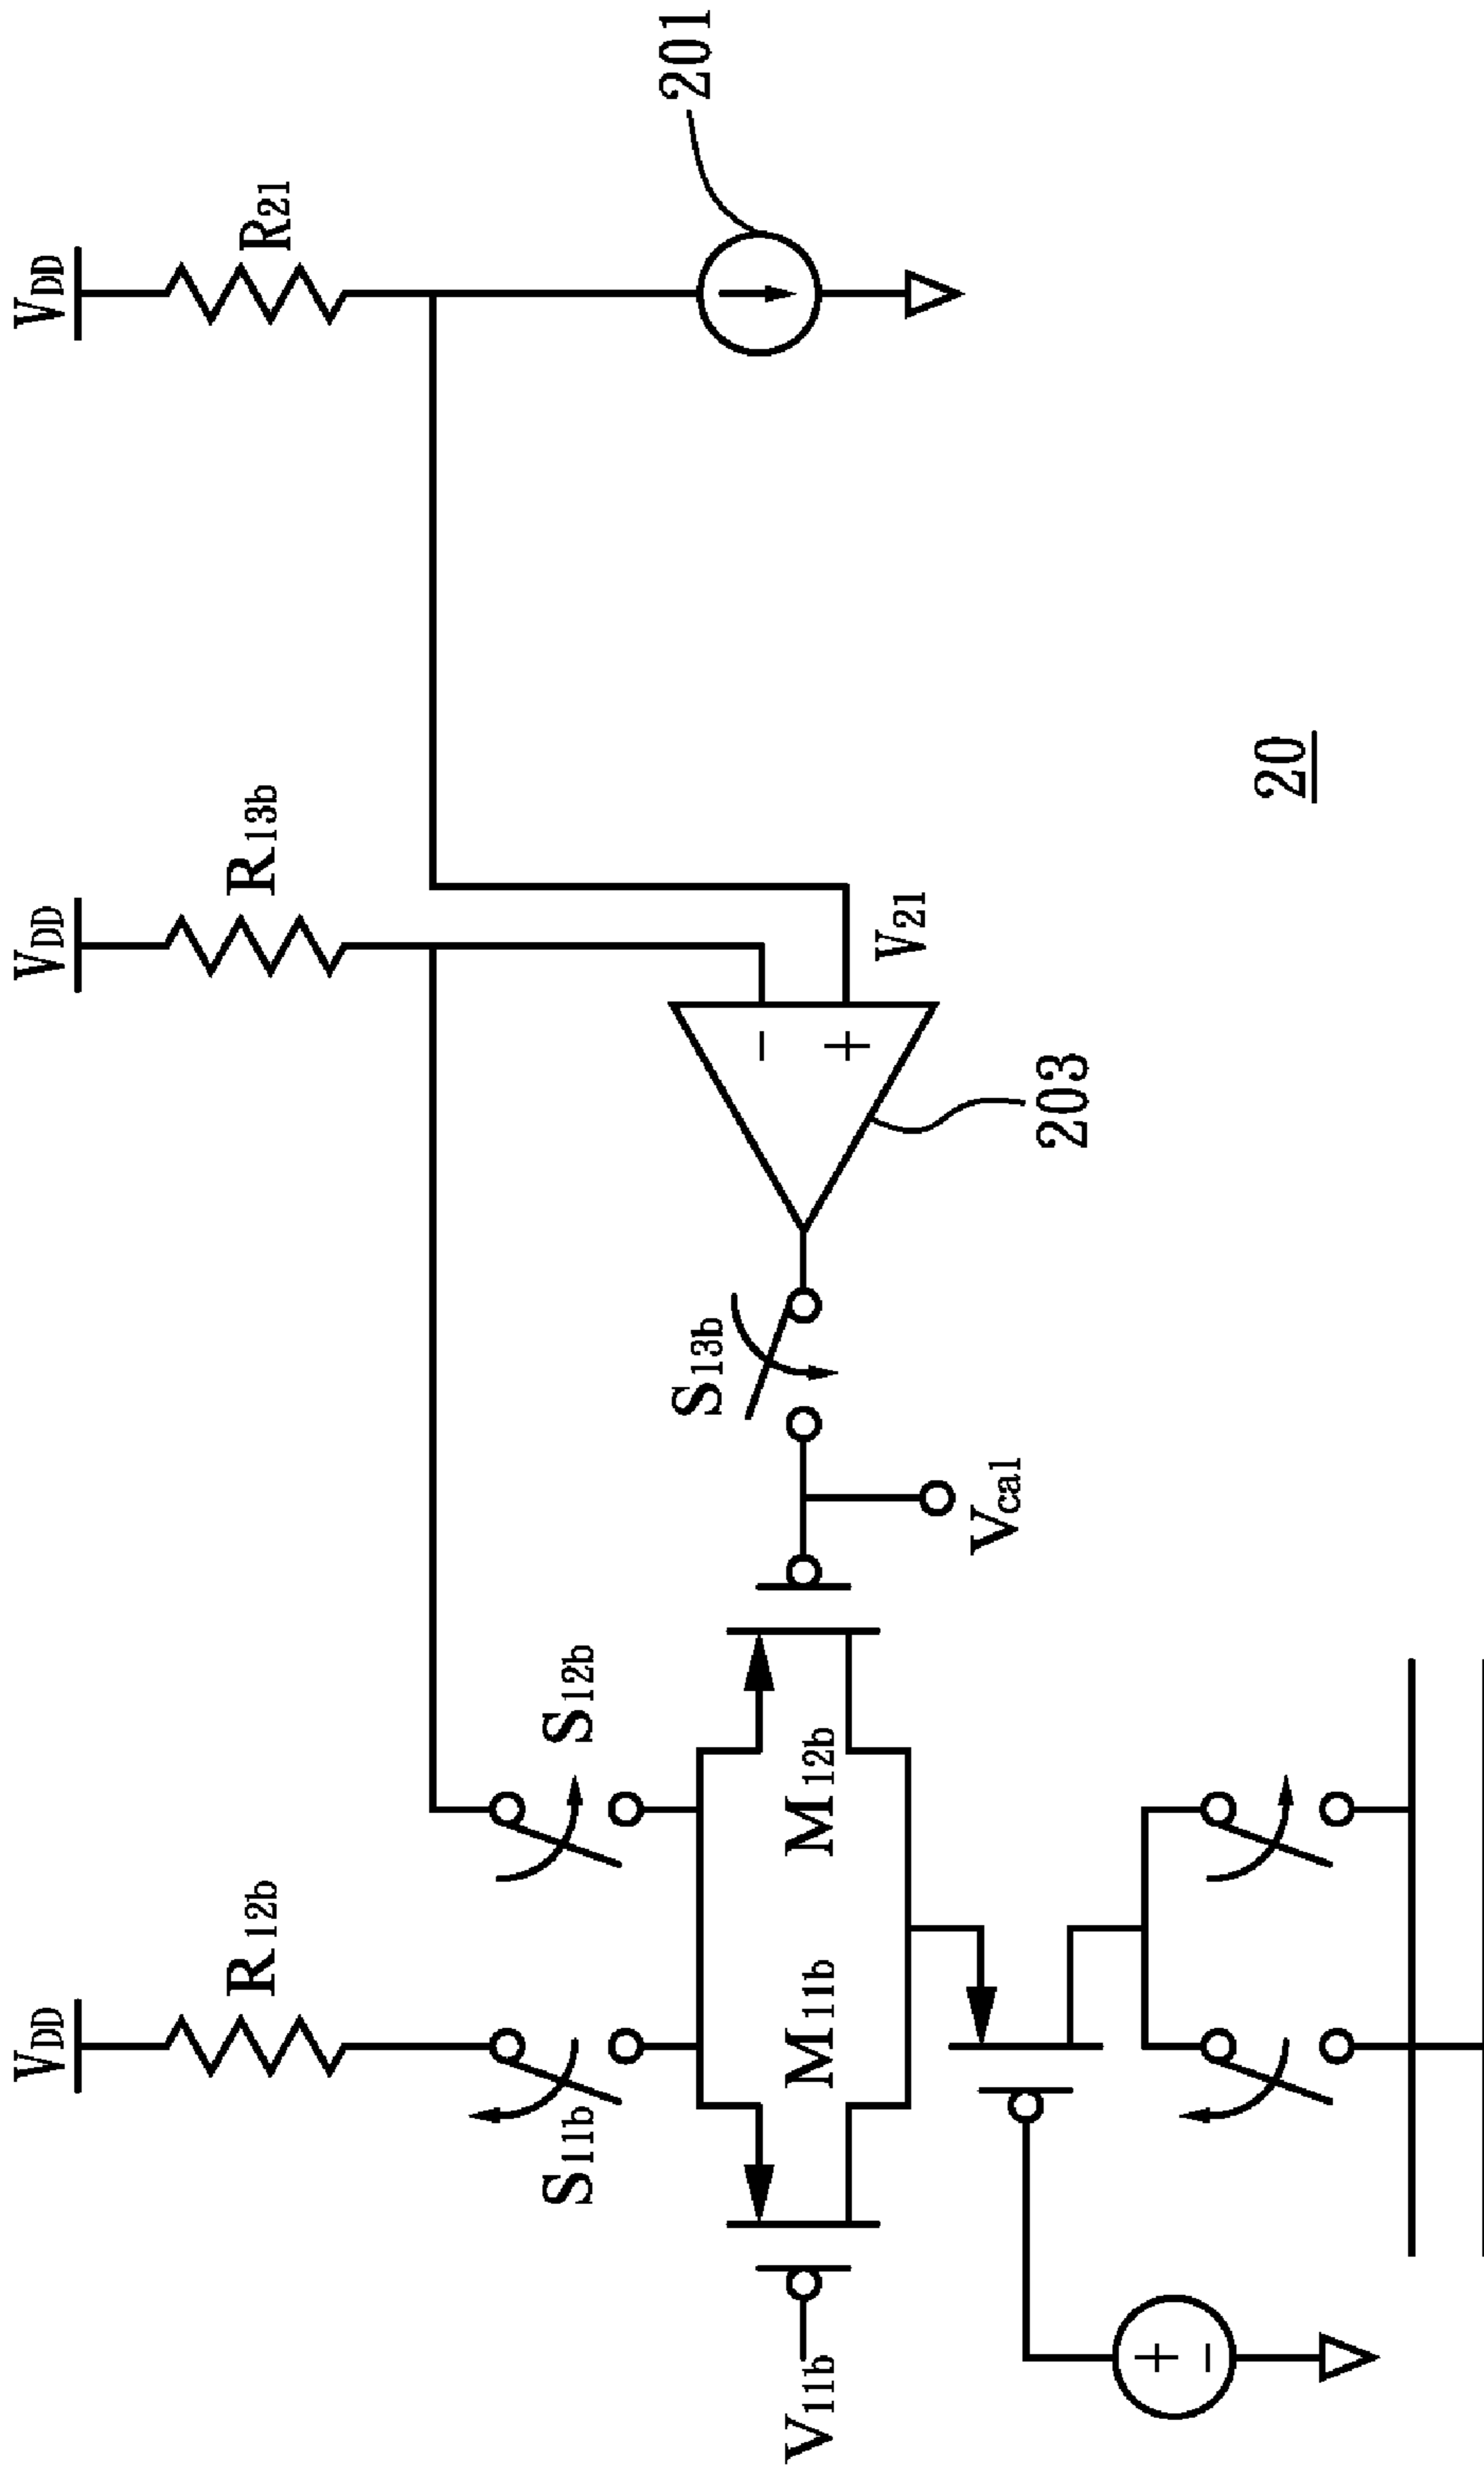 VDD
VDD
VDD
R12b
R13b
R21
S11b
S12b
201
S13b
V11b
M11b
M12b
-
+
V21
Vcal
203
+
-
20